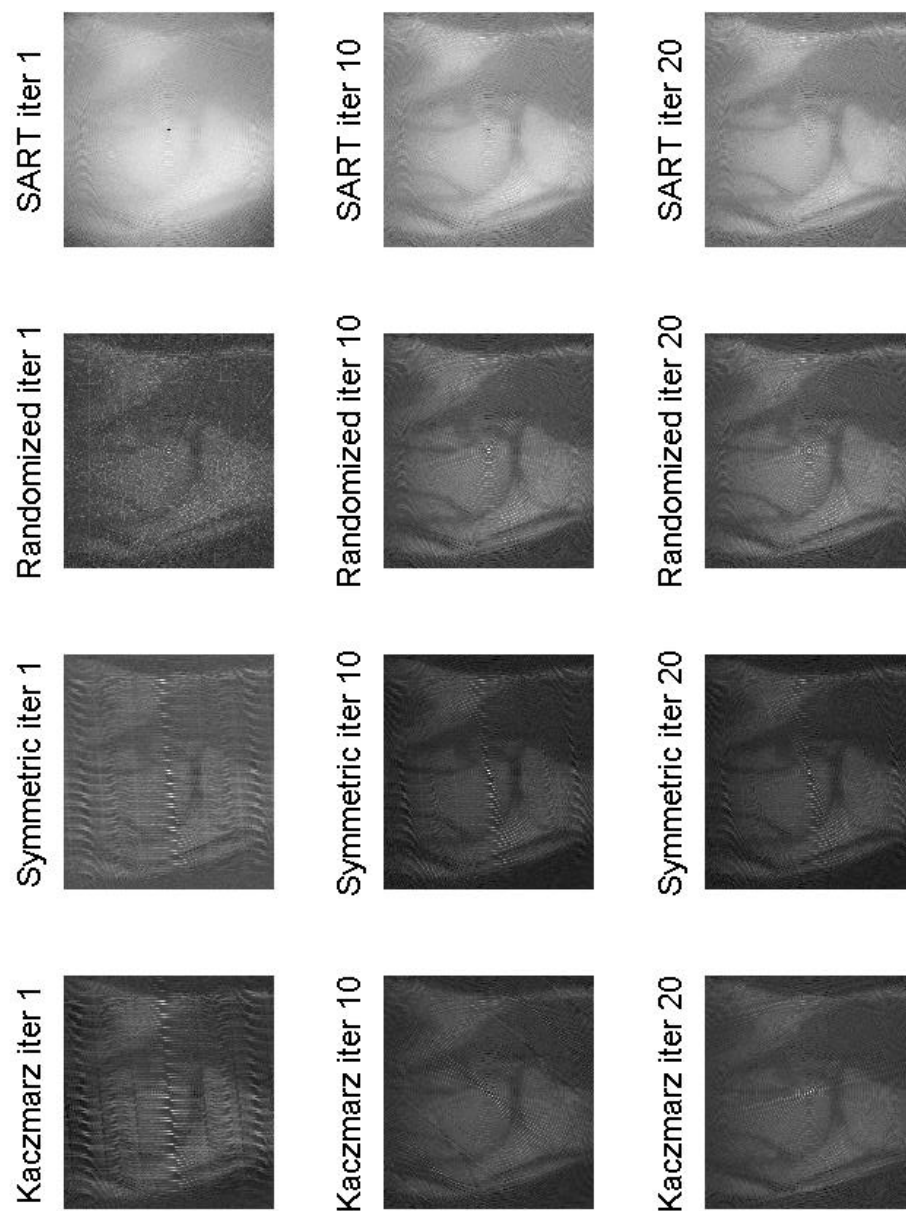 Kaczmarz iter 1
Symmetric iter 1
Randomized iter 1
SART iter 1
Kaczmarz iter 10
Symmetric iter 10
Randomized iter 10
SART iter 10
Kaczmarz iter 20
Symmetric iter 20
Randomized iter 20
SART iter 20